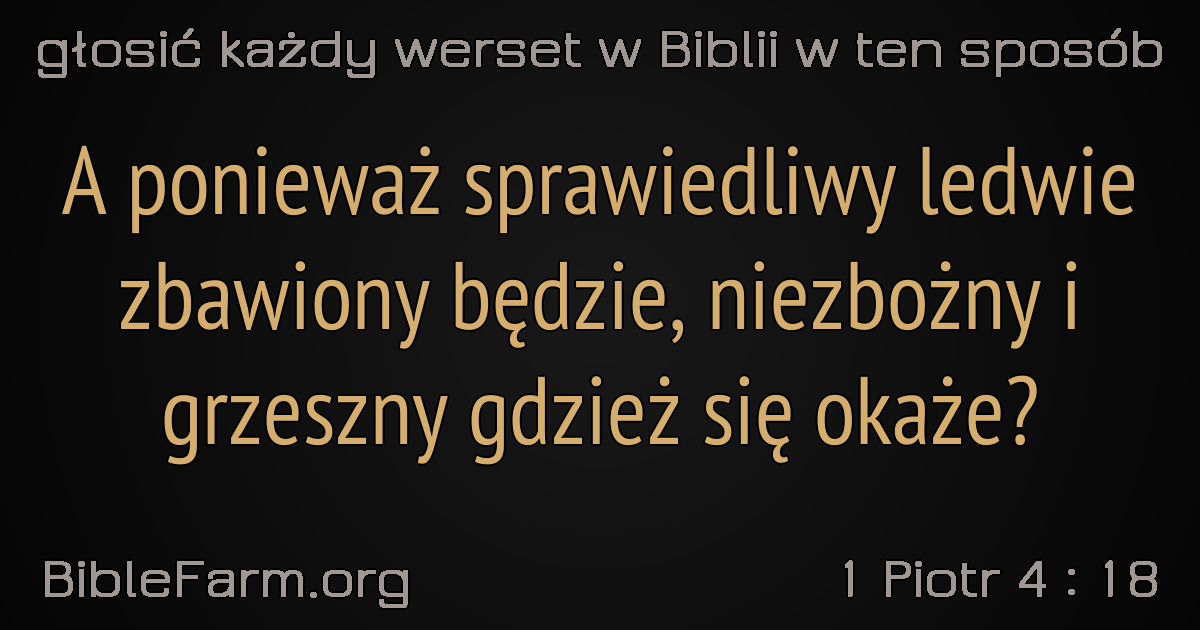 głosić każdy werset w Biblii w ten sposób
A ponieważ sprawiedliwy ledwie
zbawiony będzie, niezbożny i
grzeszny gdzież się okaże?
BibleFarm.org
1 Piotr 4 : 18